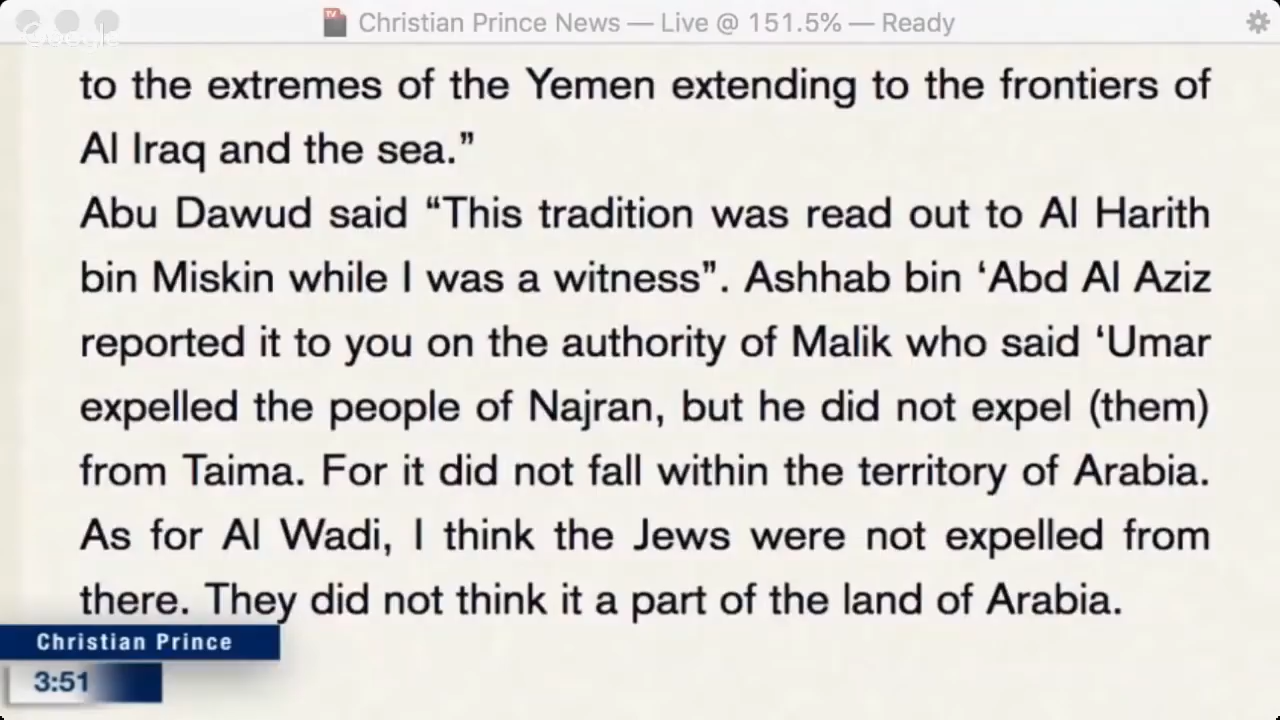 Christian Prince News — Live @ 151.5% — Ready
Google
to the extremes of the Yemen extending to the frontiers of
Al Iraq and the sea.”
Abu Dawud said “This tradition was read out to Al Harith
bin Miskin while I was a witness”. Ashhab bin ‘Abd Al Aziz
reported it to you on the authority of Malik who said ‘Umar
expelled the people of Najran, but he did not expel (them)
from Taima. For it did not fall within the territory of Arabia.
As for Al Wadi, I think the Jews were not expelled from
there. They did not think it a part of the land of Arabia.
Christian Prince
3:51